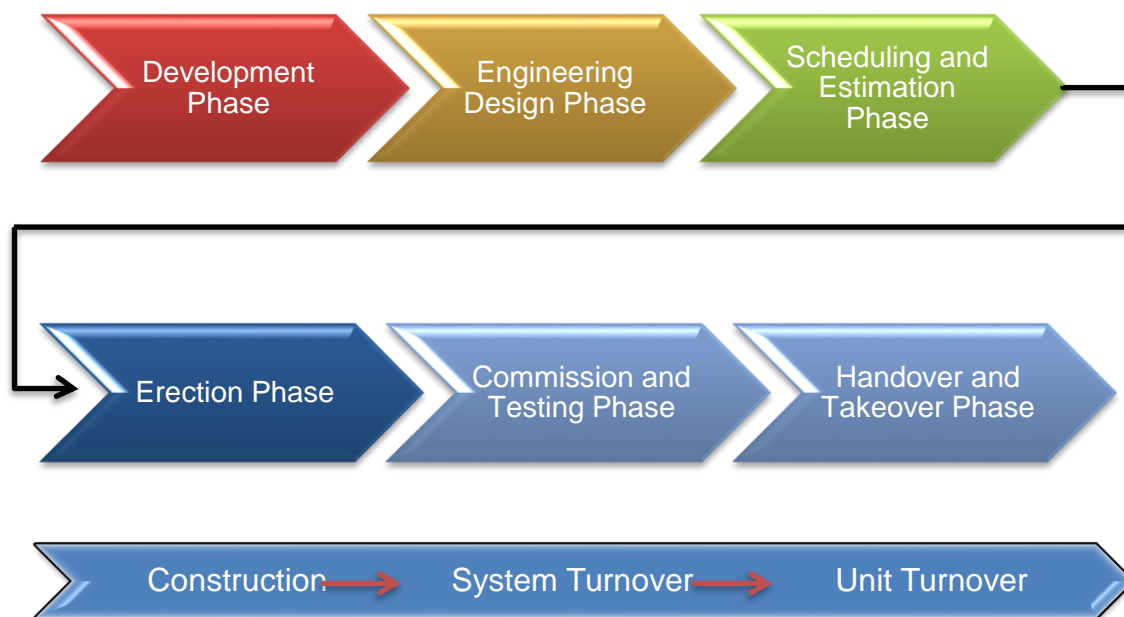 Development
Phase
Engineering
Design Phase
Scheduling and
Estimation
Phase
Erection Phase
Commission and
Testing Phase
Handover and
Takeover Phase
Construction
System Turnover
Unit Turnover